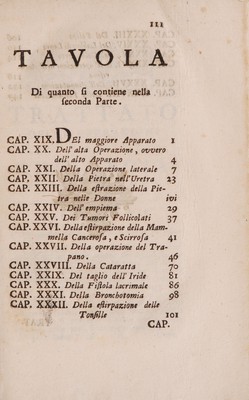 III
TAVOLA
Di quanto si contiene nella
seconda Parte.
CAP. XIX. DEl maggiore Apparato 1
CAP. XX. Dell'alta Operazione, ovvero
dell'alto Apparato 4
CAP. XXI. Della Operazione laterale 7
CAP. XXII. Della Pietra nell'Uretra 23
CAP. XXIII. Della estrazione della Pie-
tra nelle Donne ivi
CAP. XXIV. Dell'empiema 29
CAP. XXV. Dei Tumori Follicolati 37
CAP. XXVI. Della estirpazione della Mam-
mella Cancerosa, e Scirrosa 41
CAP. XXVII. Della operazione del Tra-
pano. 46
CAP. XXVIII. Della Cataratta 70
CAP. XXIX. Del taglio dell'Iride 81
CAP. XXX. Della Fistola lacrimale 86
CAP. XXXI. Della Bronchotomia 98
CAP. XXXII. Della estirpazione delle
Tonsille 101
CAP.